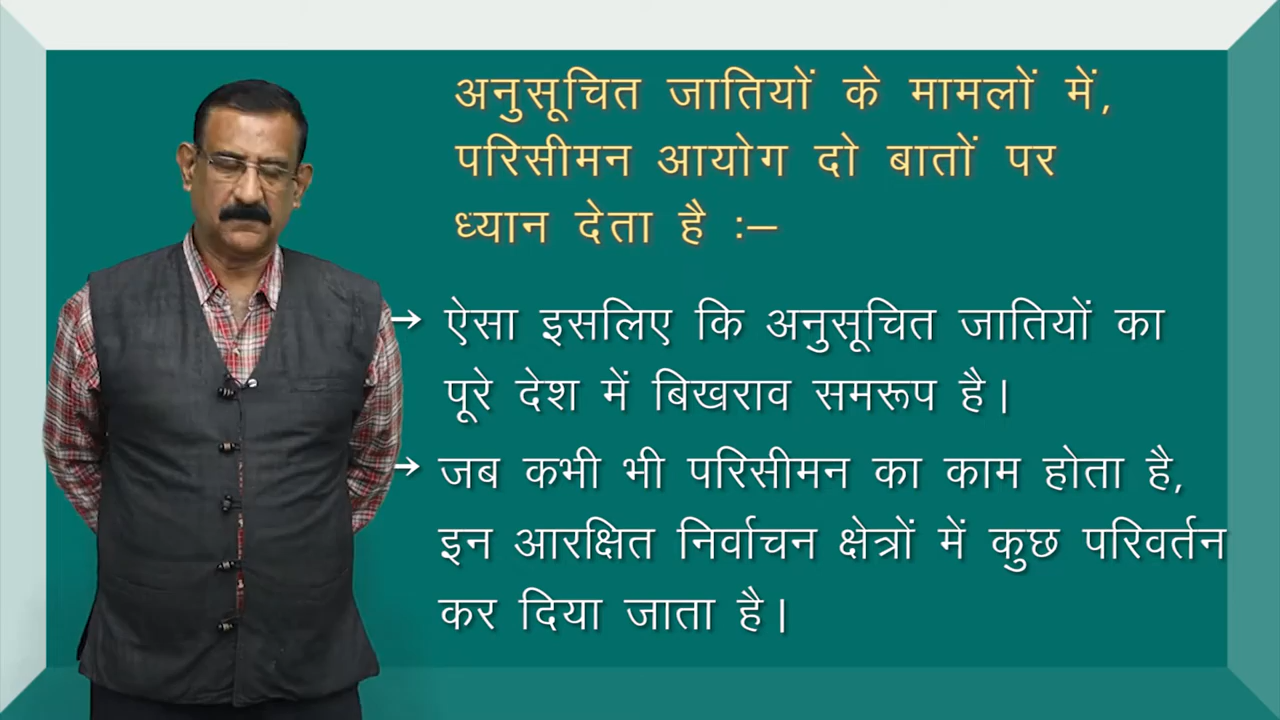 अनुसूचित जातियों के मामलों में,
परिसीमन आयोग दो बातों पर
ध्यान देता है :–
→ ऐसा इसलिए कि अनुसूचित जातियों का
पूरे देश में बिखराव समरूप है।
→ जब कभी भी परिसीमन का काम होता है,
इन आरक्षित निर्वाचन क्षेत्रों में कुछ परिवर्तन
कर दिया जाता है।